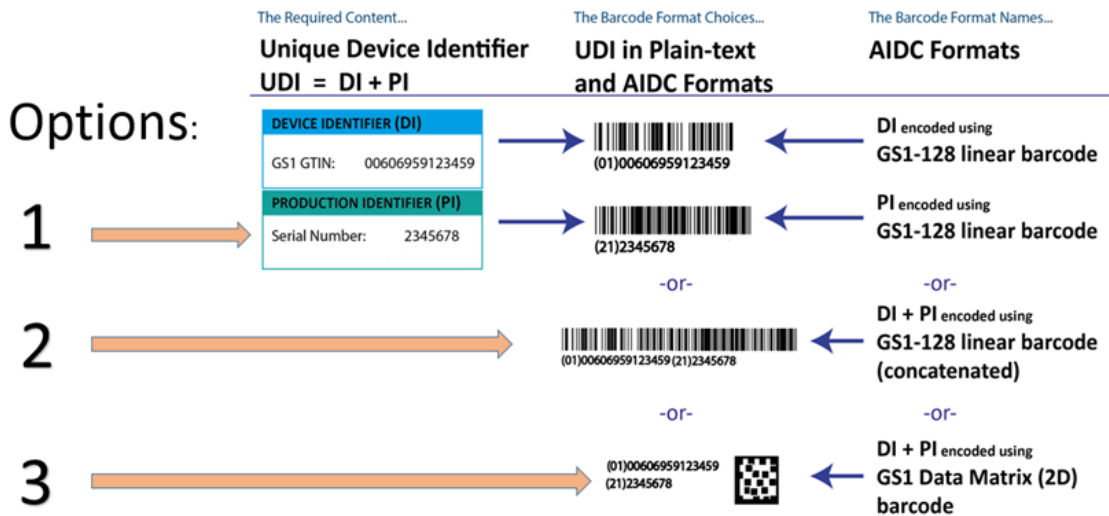 The Required Content...
The Barcode Format Choices...
The Barcode Format Names...
Unique Device Identifier
UDI = DI + PI
UDI in Plain-text
and AIDC Formats
AIDC Formats
Options:
DEVICE IDENTIFIER (DI)
GS1 GTIN: 00606959123459
(01)00606959123459
DI encoded using
GS1-128 linear barcode
1
PRODUCTION IDENTIFIER (PI)
Serial Number: 2345678
(21)2345678
PI encoded using
GS1-128 linear barcode
-or-
-or-
2
(01)00606959123459(21)2345678
DI + PI encoded using
GS1-128 linear barcode
(concatenated)
-or-
-or-
3
(01)00606959123459
(21)2345678
DI + PI encoded using
GS1 Data Matrix (2D)
barcode